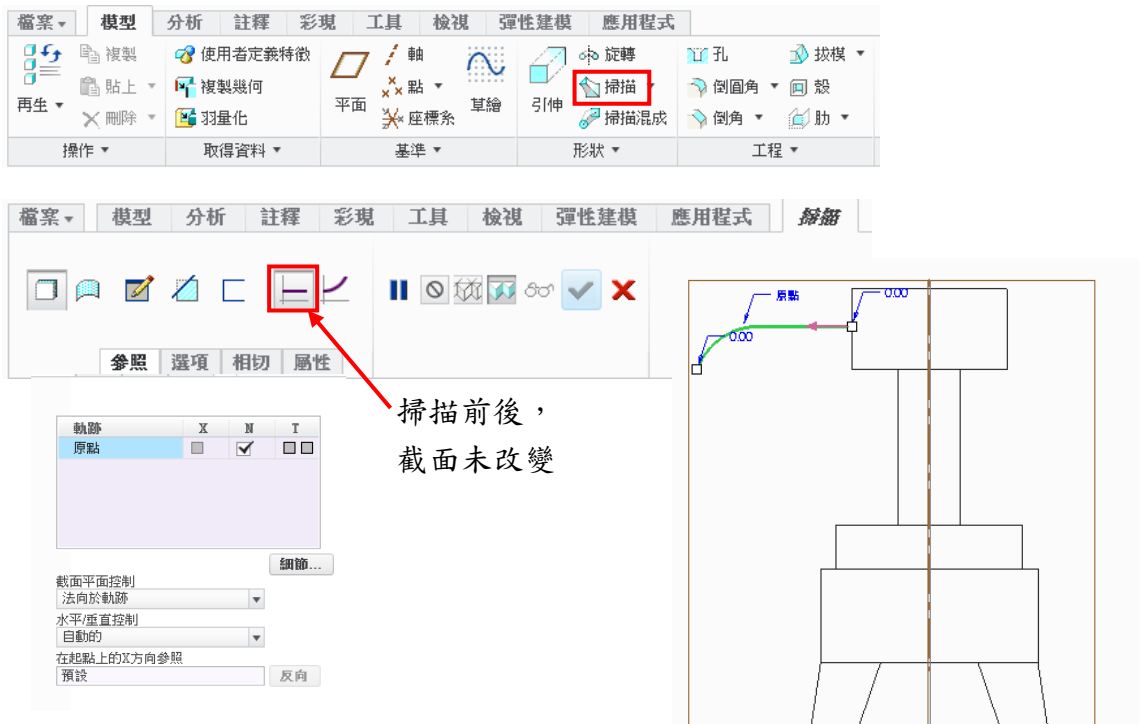 檔案 模型 分析 註釋 彩現 工具 檢視 彈性建模 應用程式
再生
複製
貼上
刪除
操作
使用者定義特徵
複製幾何
羽量化
取得資料
平面
軸
點
座標系
草繪
基準
引伸
旋轉
掃描
掃描混成
形狀
孔
倒圓角
倒角
拔模
殼
肋
工程
檔案 模型 分析 註釋 彩現 工具 檢視 彈性建模 應用程式
參照 選項 相切 屬性
掃描前後，
截面未改變
軌跡 X N T
原點
細節...
截面平面控制
法向於軌跡
水平/垂直控制
自動的
在起點上的X方向參照
預設 反向
原點
0.00
0.00